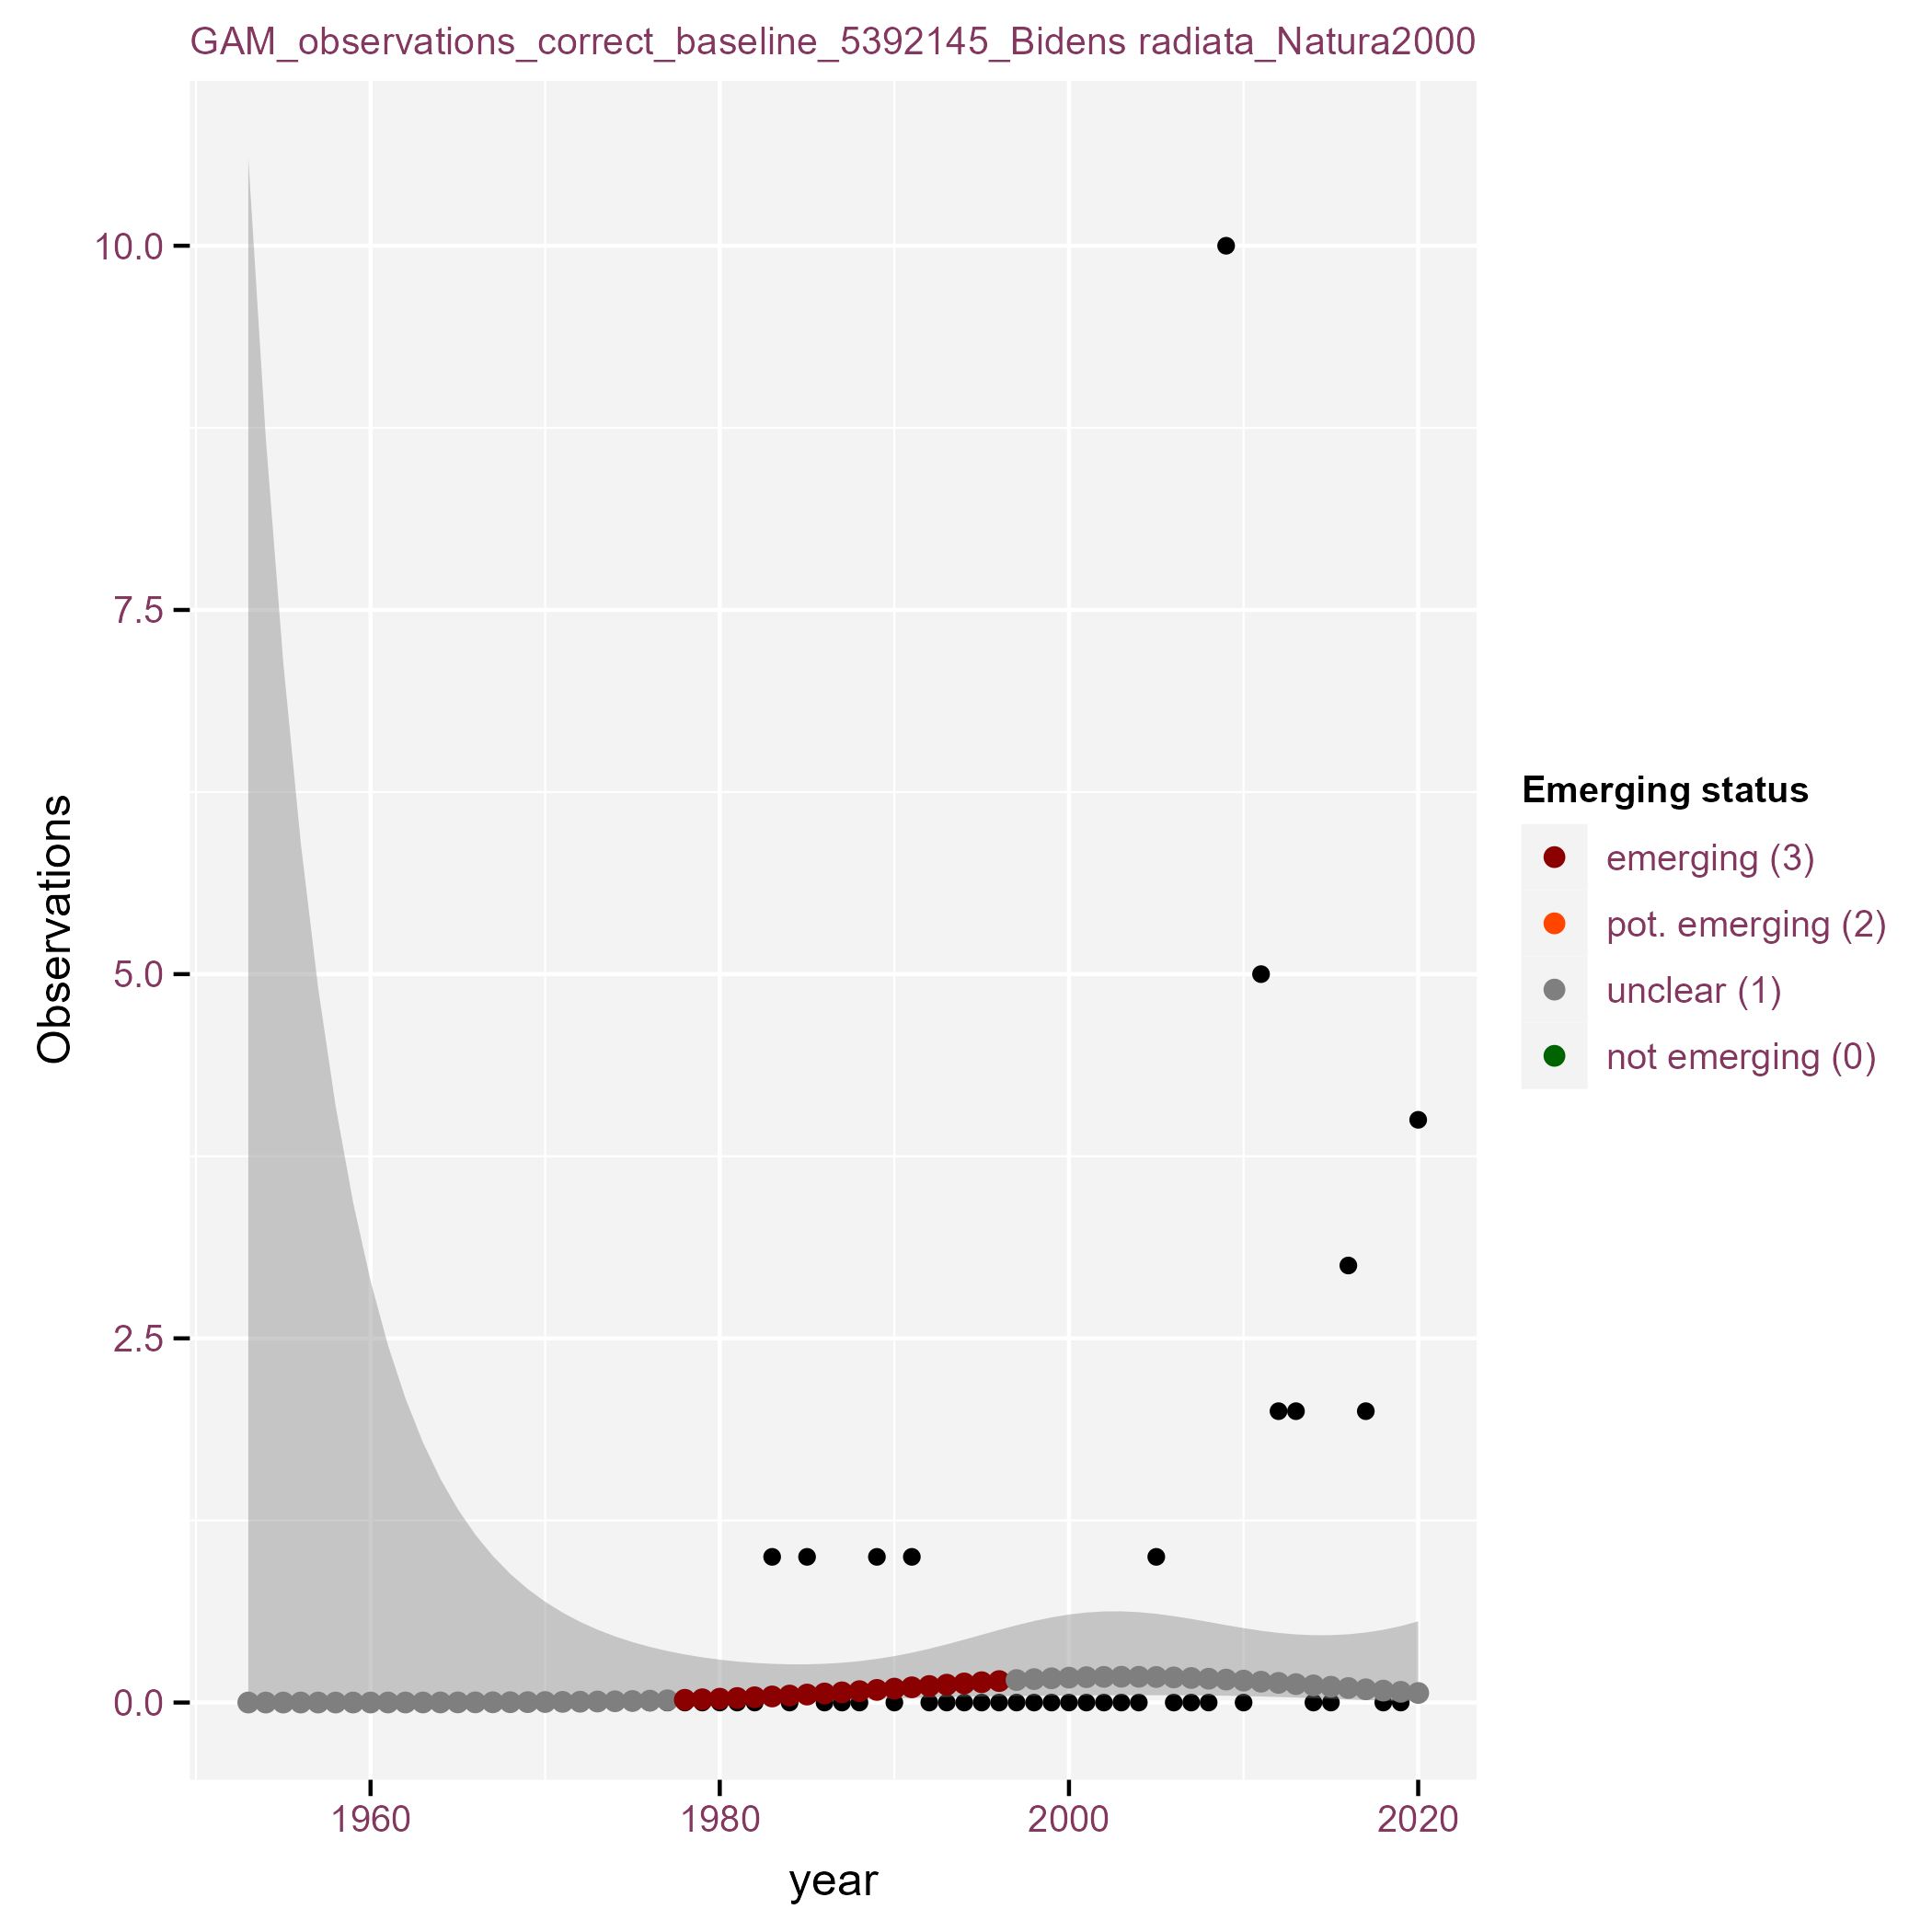 GAM_observations_correct_baseline_5392145_Bidens radiata_Natura2000
10.0
7.5
5.0
2.5
0.0
Observations
1960
1980
2000
2020
year
Emerging status
emerging (3)
pot. emerging (2)
unclear (1)
not emerging (0)